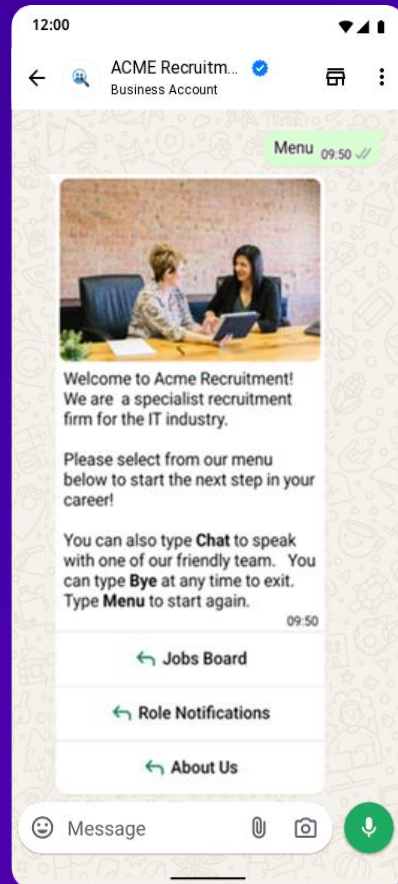 12:00
ACME Recruitm...
Business Account
Menu 09:50
Welcome to Acme Recruitment!
We are a specialist recruitment
firm for the IT industry.
Please select from our menu
below to start the next step in your
career!
You can also type Chat to speak
with one of our friendly team. You
can type Bye at any time to exit.
Type Menu to start again.
09:50
Jobs Board
Role Notifications
About Us
Message